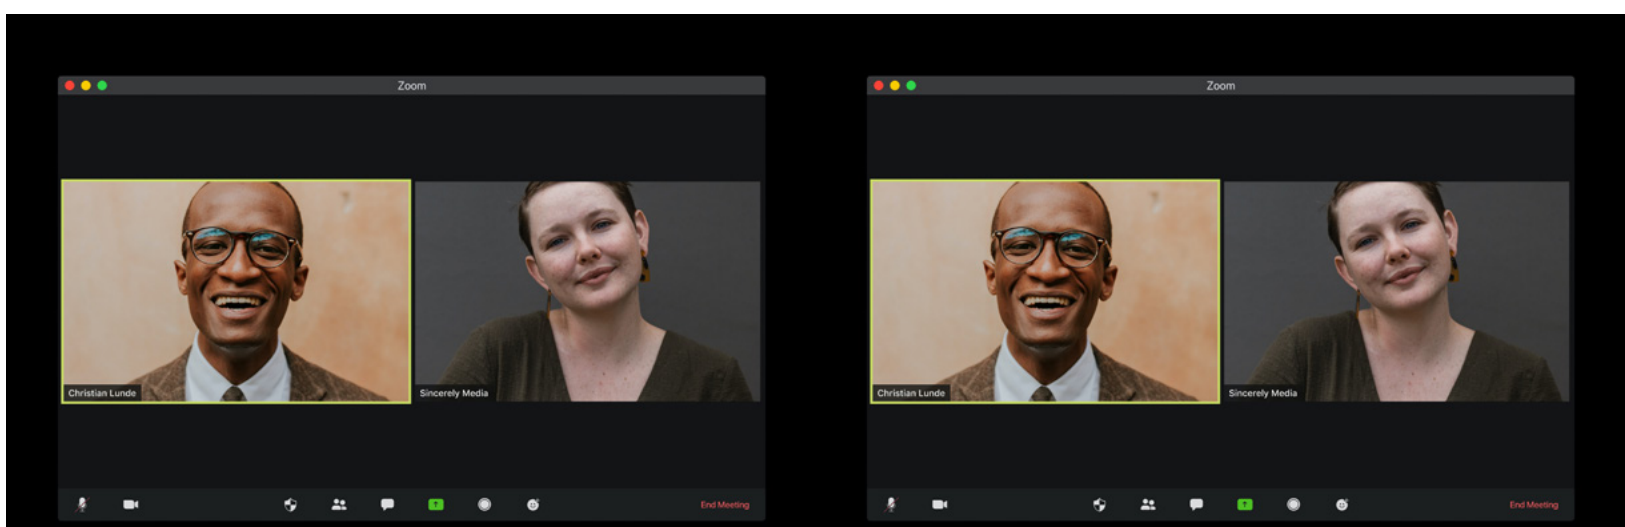 Zoom
Christian Lunde
Sincerely Media
End Meeting
Zoom
Christian Lunde
Sincerely Media
End Meeting